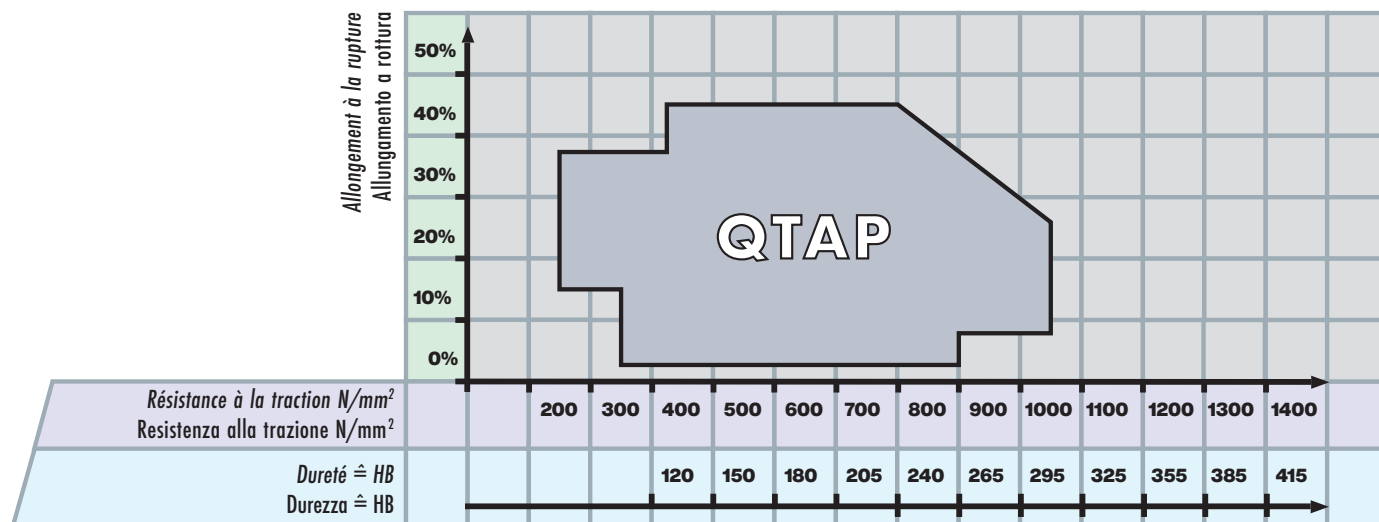 Allongement à la rupture
Allungamento a rottura
50%
40%
30%
20%
10%
0%
QTAP
Résistance à la traction N/mm²
Resistenza alla trazione N/mm²
200 300 400 500 600 700 800 900 1000 1100 1200 1300 1400
Dureté ≙ HB
Durezza ≙ HB
120 150 180 205 240 265 295 325 355 385 415